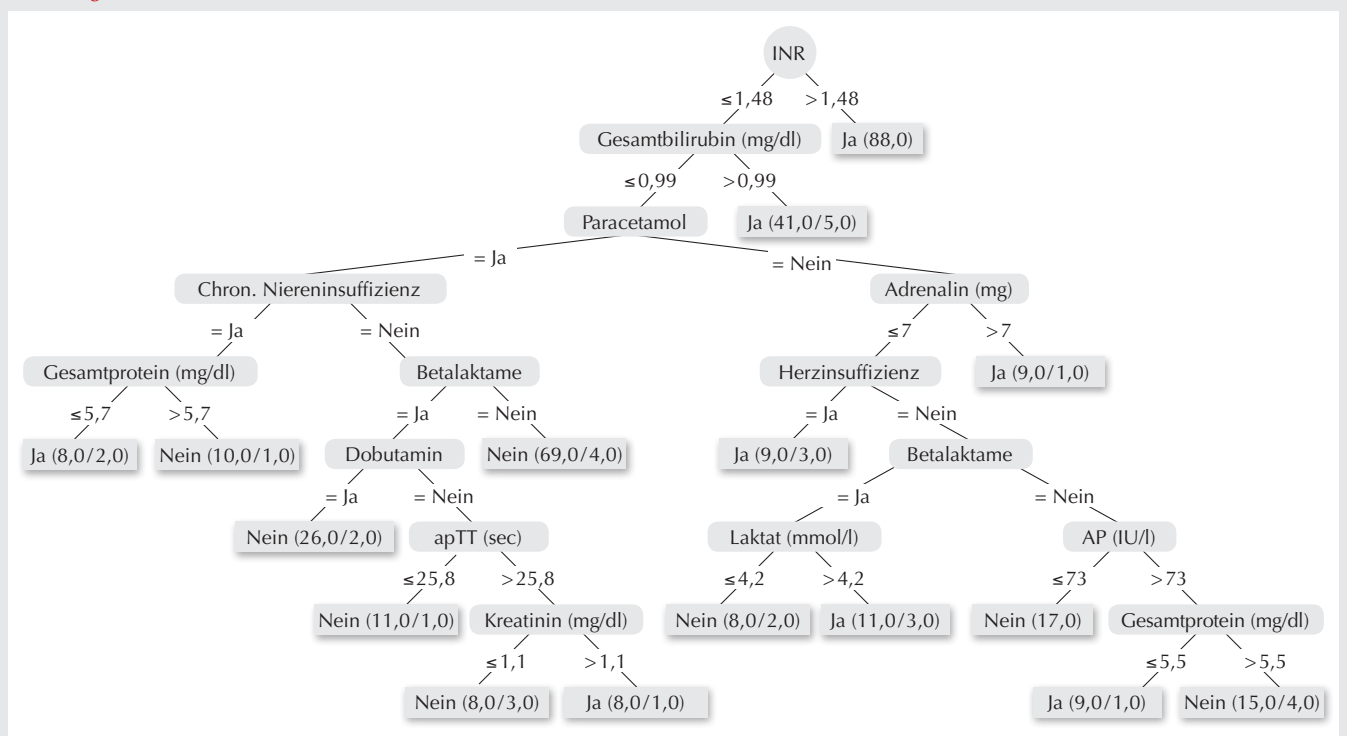 INR
≤1,48 >1,48
Gesamtbilirubin (mg/dl) Ja (88,0)
≤0,99 >0,99
Paracetamol Ja (41,0/5,0)
= Ja = Nein
Chron. Niereninsuffizienz Adrenalin (mg)
= Ja = Nein ≤7 >7
Gesamtprotein (mg/dl) Betalaktame Herzinsuffizienz Ja (9,0/1,0)
≤5,7 >5,7 = Ja = Nein = Ja = Nein
Ja (8,0/2,0) Nein (10,0/1,0) Dobutamin Nein (69,0/4,0) Ja (9,0/3,0) Betalaktame
= Ja = Nein = Ja = Nein
Nein (26,0/2,0) apTT (sec) Laktat (mmol/l) AP (IU/l)
≤25,8 >25,8 ≤4,2 >4,2 ≤73 >73
Nein (11,0/1,0) Kreatinin (mg/dl) Nein (8,0/2,0) Ja (11,0/3,0) Nein (17,0) Gesamtprotein (mg/dl)
≤1,1 >1,1 ≤5,5 >5,5
Nein (8,0/3,0) Ja (8,0/1,0) Ja (9,0/1,0) Nein (15,0/4,0)